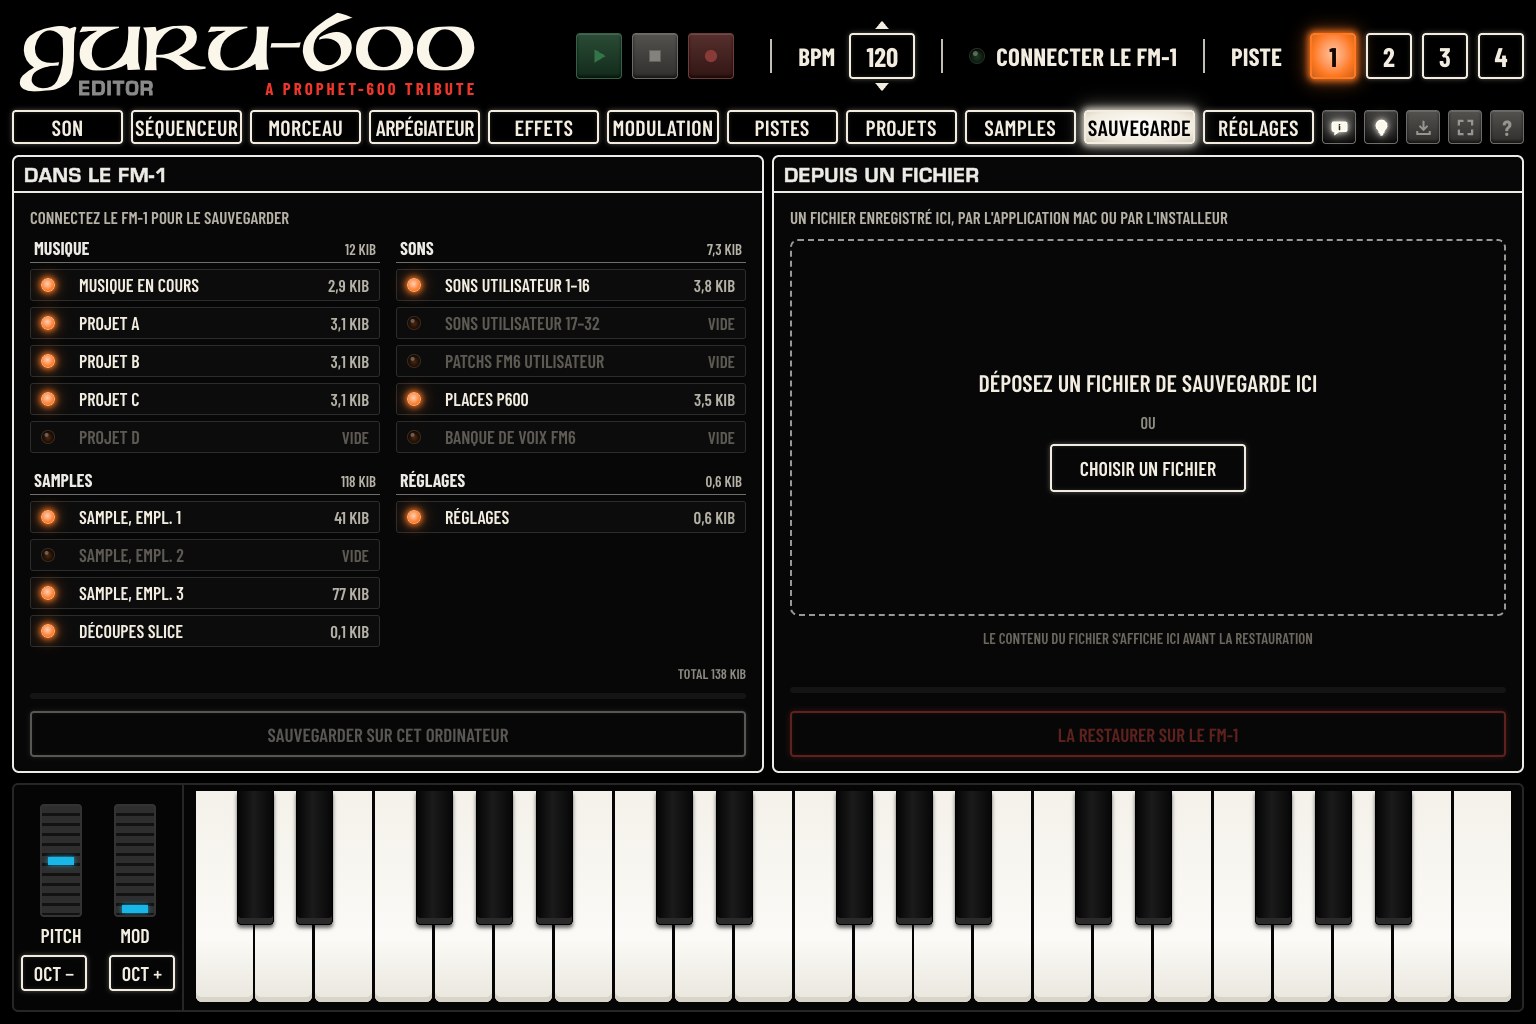 guru-600
EDITOR
A PROPHET-600 TRIBUTE
BPM
120
CONNECTER LE FM-1
PISTE
1
2
3
4
SON
SÉQUENCEUR
MORCEAU
ARPÉGIATEUR
EFFETS
MODULATION
PISTES
PROJETS
SAMPLES
SAUVEGARDE
RÉGLAGES
?
DANS LE FM-1
CONNECTEZ LE FM-1 POUR LE SAUVEGARDER
MUSIQUE 12 KIB
MUSIQUE EN COURS 2,9 KIB
PROJET A 3,1 KIB
PROJET B 3,1 KIB
PROJET C 3,1 KIB
PROJET D VIDE
SAMPLES 118 KIB
SAMPLE, EMPL. 1 41 KIB
SAMPLE, EMPL. 2 VIDE
SAMPLE, EMPL. 3 77 KIB
DÉCOUPES SLICE 0,1 KIB
SONS 7,3 KIB
SONS UTILISATEUR 1-16 3,8 KIB
SONS UTILISATEUR 17-32 VIDE
PATCHS FM6 UTILISATEUR VIDE
PLACES P600 3,5 KIB
BANQUE DE VOIX FM6 VIDE
RÉGLAGES 0,6 KIB
RÉGLAGES 0,6 KIB
TOTAL 138 KIB
SAUVEGARDER SUR CET ORDINATEUR
DEPUIS UN FICHIER
UN FICHIER ENREGISTRÉ ICI, PAR L'APPLICATION MAC OU PAR L'INSTALLEUR
DÉPOSEZ UN FICHIER DE SAUVEGARDE ICI
OU
CHOISIR UN FICHIER
LE CONTENU DU FICHIER S'AFFICHE ICI AVANT LA RESTAURATION
LA RESTAURER SUR LE FM-1
PITCH
MOD
OCT −
OCT +